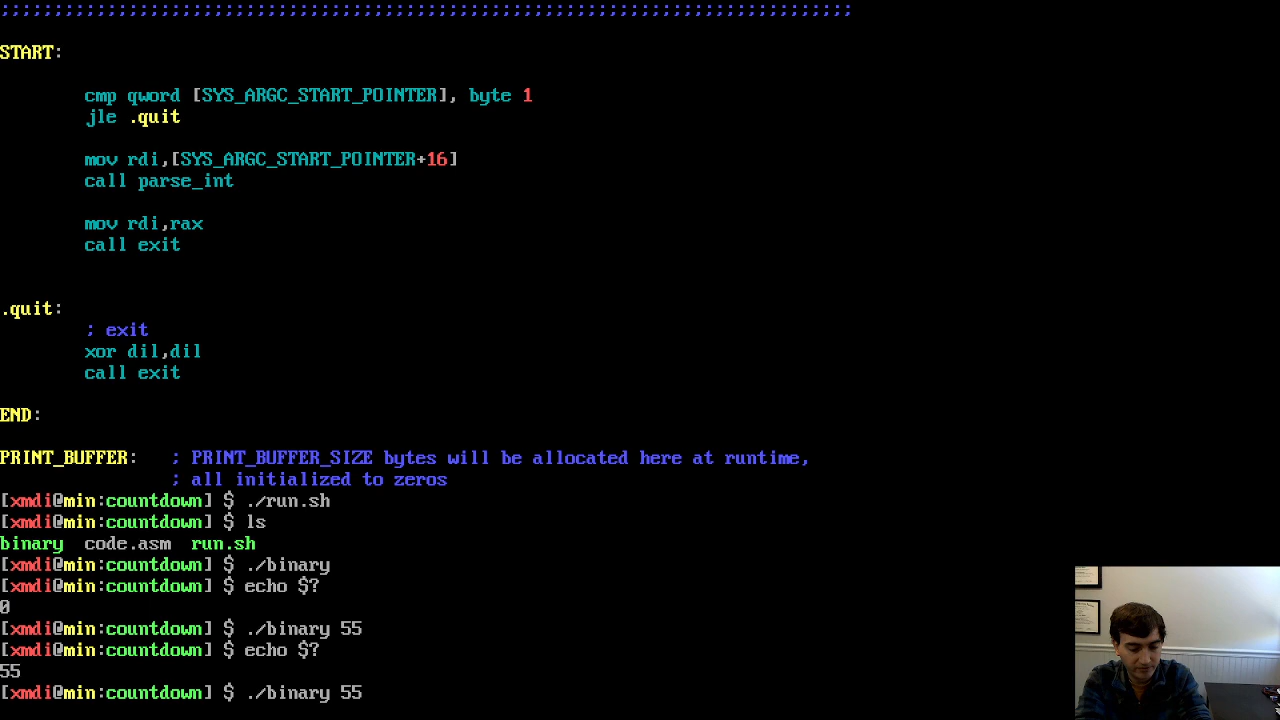 ;;;;;;;;;;;;;;;;;;;;;;;;;;;;;;;;;;;;;;;;;;;;;;;;;;;;;;;;;;;;;;;;;;;;;;;;;;;;;;;;
START:
cmp qword [SYS_ARGC_START_POINTER], byte 1
jle .quit
mov rdi,[SYS_ARGC_START_POINTER+16]
call parse_int
mov rdi,rax
call exit
.quit:
; exit
xor dil,dil
call exit
END:
PRINT_BUFFER: ; PRINT_BUFFER_SIZE bytes will be allocated here at runtime,
; all initialized to zeros
[xmdi@min:countdown] $ ./run.sh
[xmdi@min:countdown] $ ls
binary code.asm run.sh
[xmdi@min:countdown] $ ./binary
[xmdi@min:countdown] $ echo $?
0
[xmdi@min:countdown] $ ./binary 55
[xmdi@min:countdown] $ echo $?
55
[xmdi@min:countdown] $ ./binary 55